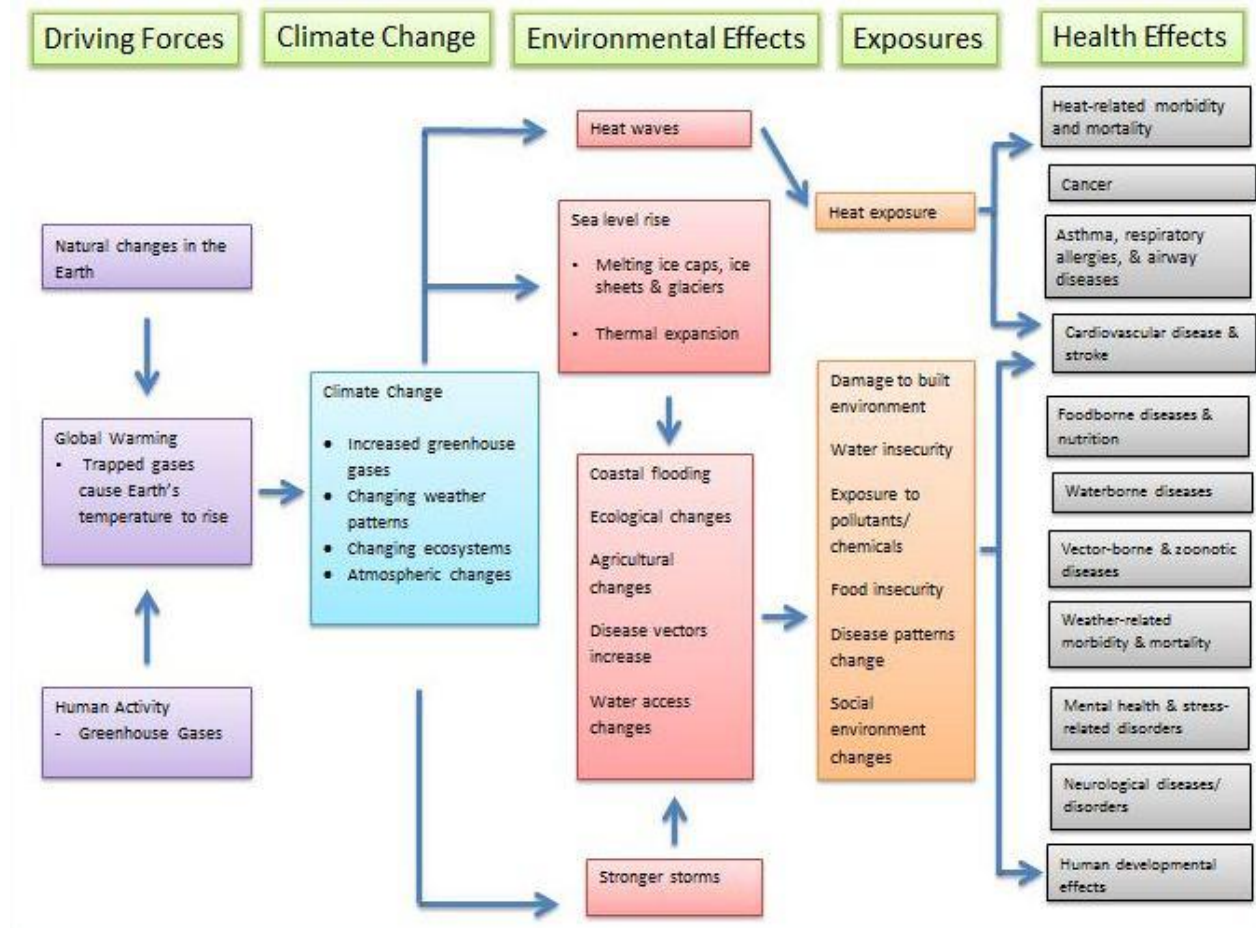 Driving Forces
Climate Change
Environmental Effects
Exposures
Health Effects
Natural changes in the
Earth
Global Warming
• Trapped gases
cause Earth's
temperature to rise
Human Activity
- Greenhouse Gases
Climate Change
• Increased greenhouse
gases
• Changing weather
patterns
• Changing ecosystems
• Atmospheric changes
Heat waves
Sea level rise
• Melting ice caps, ice
sheets & glaciers
• Thermal expansion
Coastal flooding
Ecological changes
Agricultural
changes
Disease vectors
increase
Water access
changes
Stronger storms
Heat exposure
Damage to built
environment
Water insecurity
Exposure to
pollutants/
chemicals
Food insecurity
Disease patterns
change
Social
environment
changes
Heat-related morbidity
and mortality
Cancer
Asthma, respiratory
allergies, & airway
diseases
Cardiovascular disease &
stroke
Foodborne diseases &
nutrition
Waterborne diseases
Vector-borne & zoonotic
diseases
Weather-related
morbidity & mortality
Mental health & stress-
related disorders
Neurological diseases/
disorders
Human developmental
effects